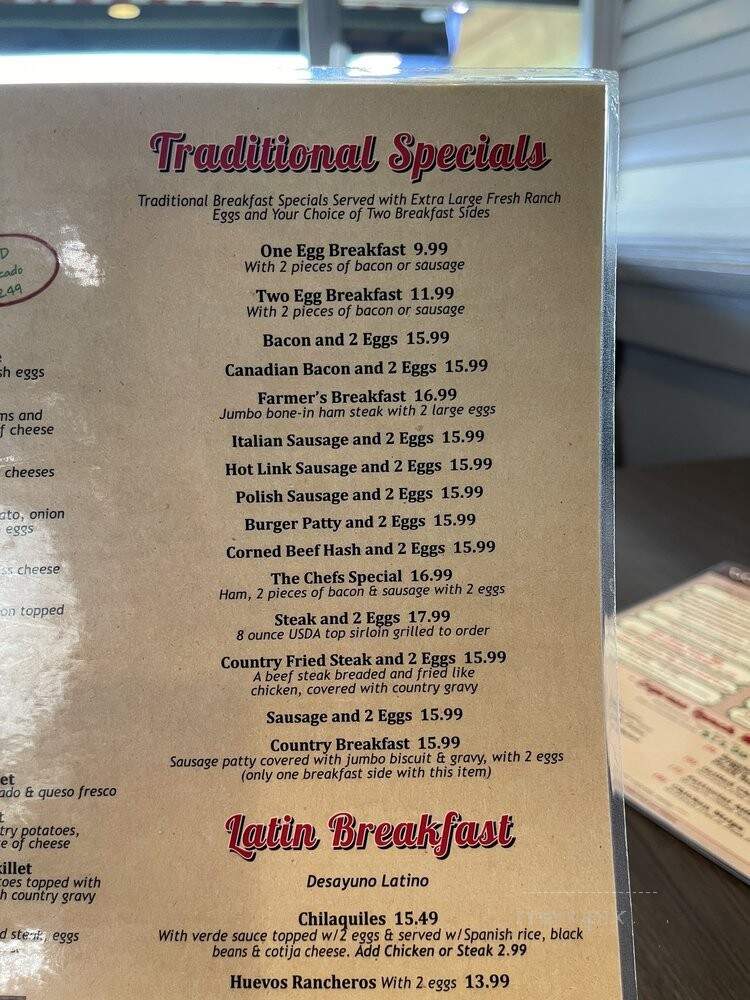 Traditional Specials
Traditional Breakfast Specials Served with Extra Large Fresh Ranch
Eggs and Your Choice of Two Breakfast Sides
One Egg Breakfast 9.99
With 2 pieces of bacon or sausage
Two Egg Breakfast 11.99
With 2 pieces of bacon or sausage
Bacon and 2 Eggs 15.99
Canadian Bacon and 2 Eggs 15.99
Farmer's Breakfast 16.99
Jumbo bone-in ham steak with 2 large eggs
Italian Sausage and 2 Eggs 15.99
Hot Link Sausage and 2 Eggs 15.99
Polish Sausage and 2 Eggs 15.99
Burger Patty and 2 Eggs 15.99
Corned Beef Hash and 2 Eggs 15.99
The Chefs Special 16.99
Ham, 2 pieces of bacon & sausage with 2 eggs
Steak and 2 Eggs 17.99
8 ounce USDA top sirloin grilled to order
Country Fried Steak and 2 Eggs 15.99
A beef steak breaded and fried like
chicken, covered with country gravy
Sausage and 2 Eggs 15.99
Country Breakfast 15.99
Sausage patty covered with jumbo biscuit & gravy, with 2 eggs
(only one breakfast side with this item)
Latin Breakfast
Desayuno Latino
Chilaquiles 15.49
With verde sauce topped w/2 eggs & served w/Spanish rice, black
beans & cotija cheese. Add Chicken or Steak 2.99
Huevos Rancheros With 2 eggs 13.99
eggs
and
cheese
cheeses
onion
eggs
cheese
topped
& queso fresco
potatoes,
of cheese
topped with
country gravy
steak, eggs